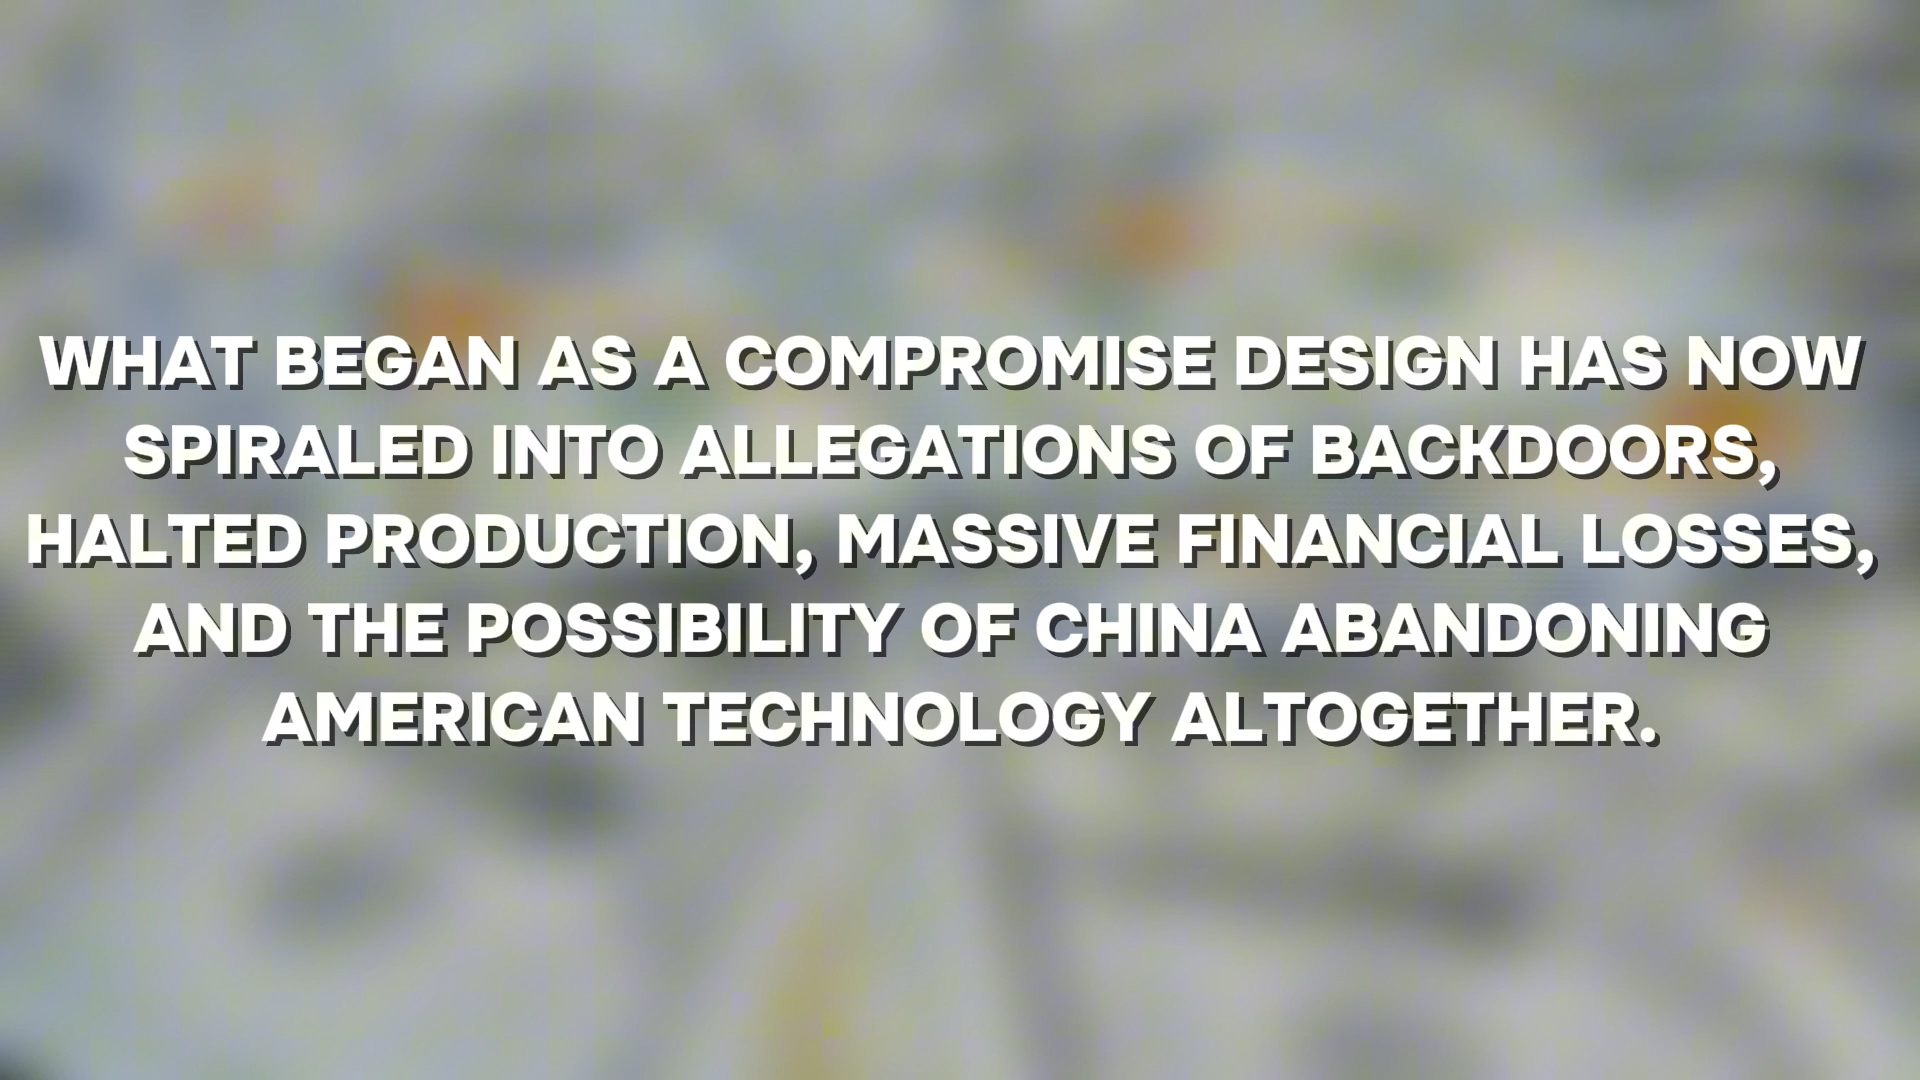 WHAT BEGAN AS A COMPROMISE DESIGN HAS NOW
SPIRALED INTO ALLEGATIONS OF BACKDOORS,
HALTED PRODUCTION, MASSIVE FINANCIAL LOSSES,
AND THE POSSIBILITY OF CHINA ABANDONING
AMERICAN TECHNOLOGY ALTOGETHER.